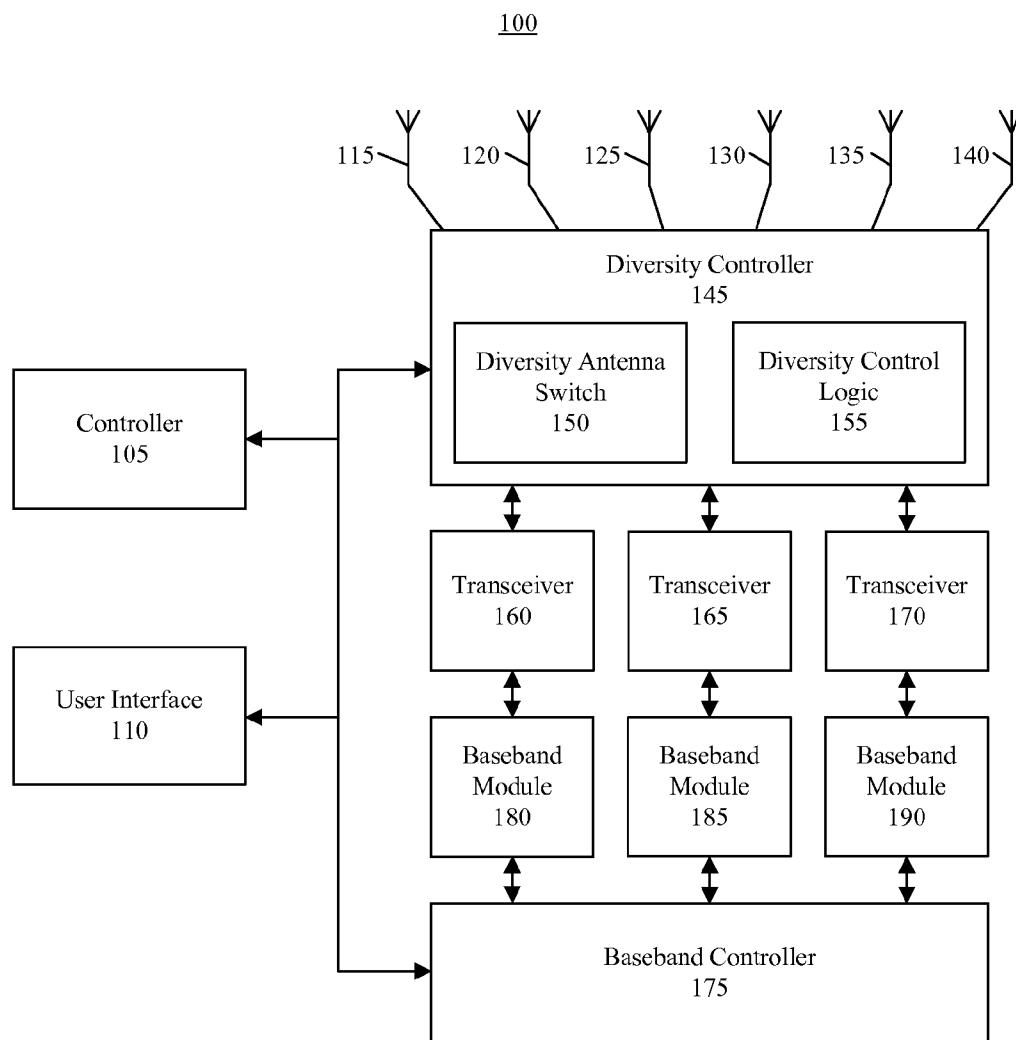 100
115
120
125
130
135
140
Diversity Controller
145
Diversity Antenna
Switch
150
Diversity Control
Logic
155
Controller
105
Transceiver
160
Transceiver
165
Transceiver
170
User Interface
110
Baseband
Module
180
Baseband
Module
185
Baseband
Module
190
Baseband Controller
175